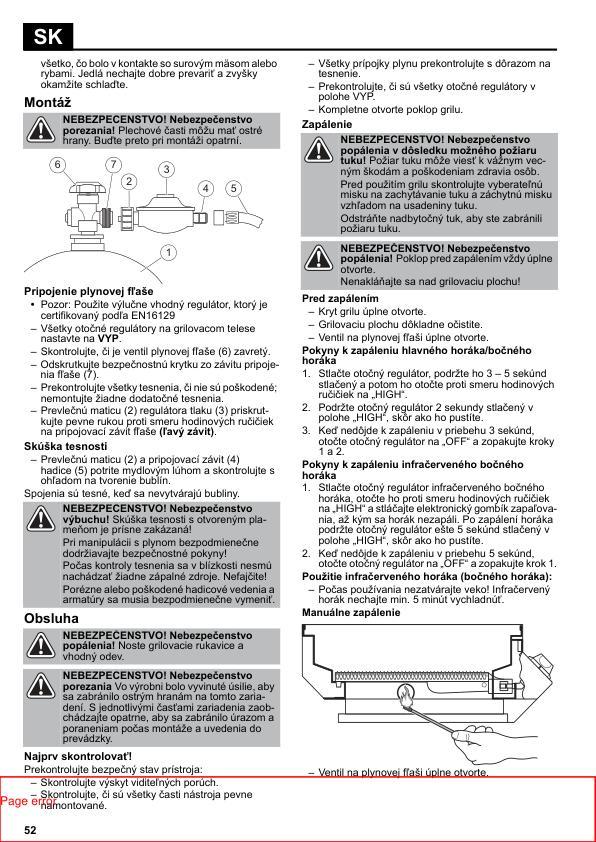 SK
všetko, čo bolo v kontakte so surovým mäsom alebo
rybami. Jedlá nechajte dobre prevariť a zvyšky
okamžite schlaďte.
Montáž
NEBEZPEČENSTVO! Nebezpečenstvo
porezania! Plechové časti môžu mať ostré
hrany. Buďte preto pri montáži opatrní.
6
7
2
3
4
5
1
Pripojenie plynovej fľaše
• Pozor: Použite výlučne vhodný regulátor, ktorý je
certifikovaný podľa EN16129
– Všetky otočné regulátory na grilovacom telese
nastavte na VYP.
– Skontrolujte, či je ventil plynovej fľaše (6) zavretý.
– Odskrutkujte bezpečnostnú krytku zo závitu pripoje-
nia fľaše (7).
– Prekontrolujte všetky tesnenia, či nie sú poškodené;
nemontujte žiadne dodatočné tesnenia.
– Prevlečnú maticu (2) regulátora tlaku (3) priskrut-
kujte pevne rukou proti smeru hodinových ručičiek
na pripojovací závit fľaše (ľavý závit).
Skúška tesnosti
– Prevlečnú maticu (2) a pripojovací závit (4)
hadice (5) potrite mydlovým lúhom a skontrolujte s
ohľadom na tvorenie bublín.
Spojenia sú tesné, keď sa nevytvárajú bubliny.
NEBEZPEČENSTVO! Nebezpečenstvo
výbuchu! Skúška tesnosti s otvoreným pla-
meňom je prísne zakázaná!
Pri manipulácii s plynom bezpodmienečne
dodržiavajte bezpečnostné pokyny!
Počas kontroly tesnenia sa v blízkosti nesmú
nachádzať žiadne zápalné zdroje. Nefajčite!
Porézne alebo poškodené hadicové vedenia a
armatúry sa musia bezpodmienečne vymeniť.
Obsluha
NEBEZPEČENSTVO! Nebezpečenstvo
popálenia! Noste grilovacie rukavice a
vhodný odev.
NEBEZPEČENSTVO! Nebezpečenstvo
porezania Vo výrobni bolo vyvinuté úsilie, aby
sa zabránilo ostrým hranám na tomto zaria-
dení. S jednotlivými časťami zariadenia zaob-
chádzajte opatrne, aby sa zabránilo úrazom a
poraneniam počas montáže a uvedenia do
prevádzky.
Najprv skontrolovať!
Prekontrolujte bezpečný stav prístroja:
– Skontrolujte výskyt viditeľných porúch.
– Skontrolujte, či sú všetky časti nástroja pevne
namontované.
Page error
52
– Všetky prípojky plynu prekontrolujte s dôrazom na
tesnenie.
– Prekontrolujte, či sú všetky otočné regulátory v
polohe VYP.
– Kompletne otvorte poklop grilu.
Zapálenie
NEBEZPEČENSTVO! Nebezpečenstvo
popálenia v dôsledku možného požiaru
tuku! Požiar tuku môže viesť k vážnym vec-
ným škodám a poškodeniam zdravia osôb.
Pred použitím grilu skontrolujte vyberateľnú
misku na zachytávanie tuku a záchytnú misku
vzhľadom na usadeniny tuku.
Odstráňte nadbytočný tuk, aby ste zabránili
požiaru tuku.
NEBEZPEČENSTVO! Nebezpečenstvo
popálenia! Poklop pred zapálením vždy úplne
otvorte.
Nenakláňajte sa nad grilovaciu plochu!
Pred zapálením
– Kryt grilu úplne otvorte.
– Grilovaciu plochu dôkladne očistite.
– Ventil na plynovej fľaši úplne otvorte.
Pokyny k zapáleniu hlavného horáka/bočného
horáka
1. Stlačte otočný regulátor, podržte ho 3 – 5 sekúnd
stlačený a potom ho otočte proti smeru hodinových
ručičiek na „HIGH“.
2. Podržte otočný regulátor 2 sekundy stlačený v
polohe „HIGH“, skôr ako ho pustíte.
3. Keď nedôjde k zapáleniu v priebehu 3 sekúnd,
otočte otočný regulátor na „OFF“ a zopakujte kroky
1 a 2.
Pokyny k zapáleniu infračerveného bočného
horáka
1. Stlačte otočný regulátor infračerveného bočného
horáka, otočte ho proti smeru hodinových ručičiek
na „HIGH“ a stláčajte elektronický gombík zapaľova-
nia, až kým sa horák nezapáli. Po zapálení horáka
podržte otočný regulátor ešte 5 sekúnd stlačený v
polohe „HIGH“, skôr ako ho pustíte.
2. Keď nedôjde k zapáleniu v priebehu 5 sekúnd,
otočte otočný regulátor na „OFF“ a zopakujte krok 1.
Použitie infračerveného horáka (bočného horáka):
– Počas používania nezatvárajte veko! Infračervený
horák nechajte min. 5 minút vychladnúť.
Manuálne zapálenie
– Ventil na plynovej fľaši úplne otvorte.